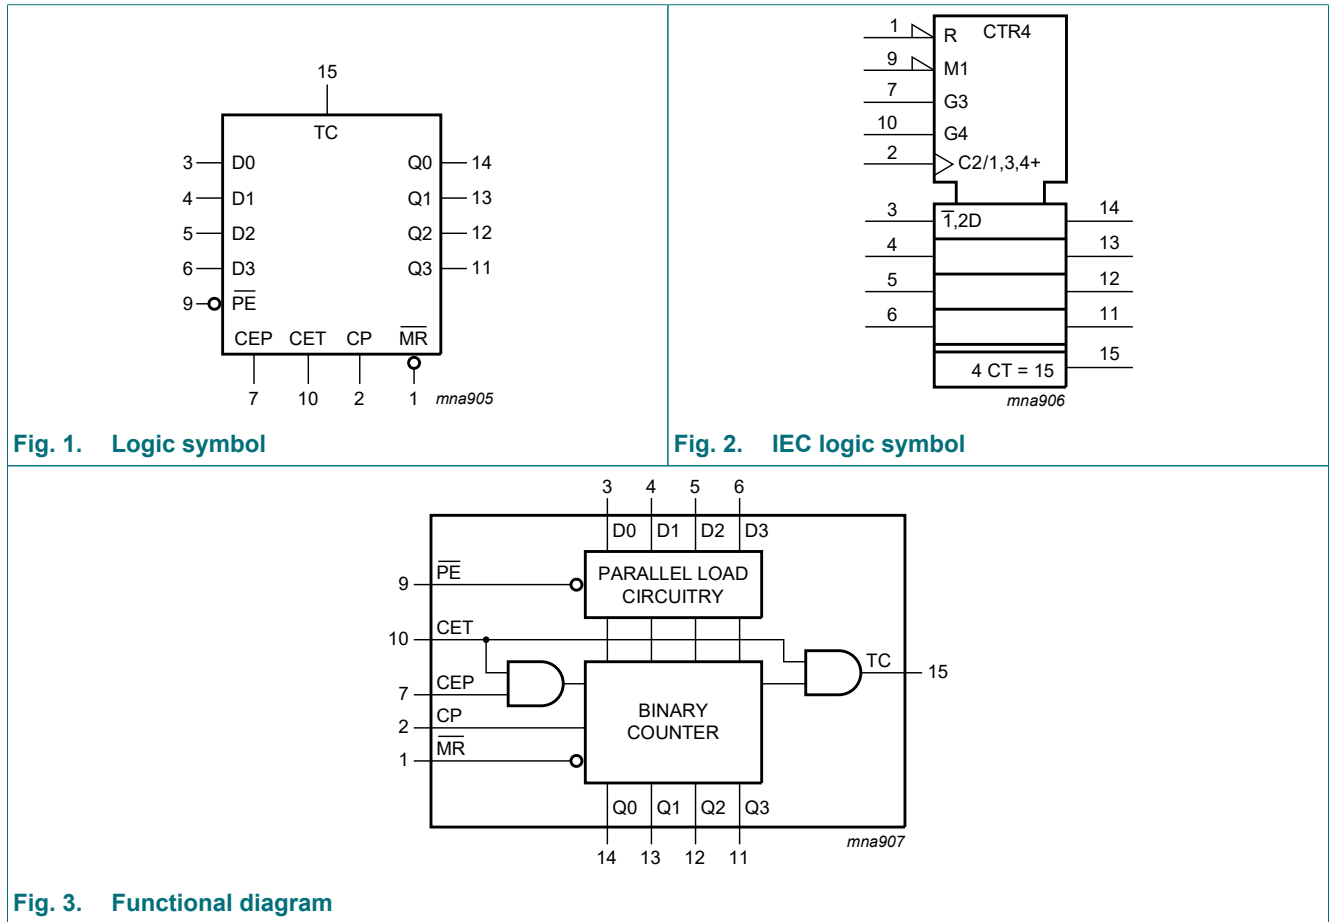 15
TC
3 D0 Q0 14
4 D1 Q1 13
5 D2 Q2 12
6 D3 Q3 11
9 P̅E̅
CEP CET CP M̅R̅
7 10 2 1 mna905
Fig. 1. Logic symbol
1 R CTR4
9 M1
7 G3
10 G4
2 C2/1,3,4+
3 1̅,2D 14
4 13
5 12
6 11
4 CT = 15 15
mna906
Fig. 2. IEC logic symbol
3 4 5 6
D0 D1 D2 D3
9 P̅E̅ PARALLEL LOAD
CIRCUITRY
10 CET
TC 15
7 CEP
BINARY
2 CP COUNTER
1 M̅R̅
Q0 Q1 Q2 Q3
mna907
14 13 12 11
Fig. 3. Functional diagram